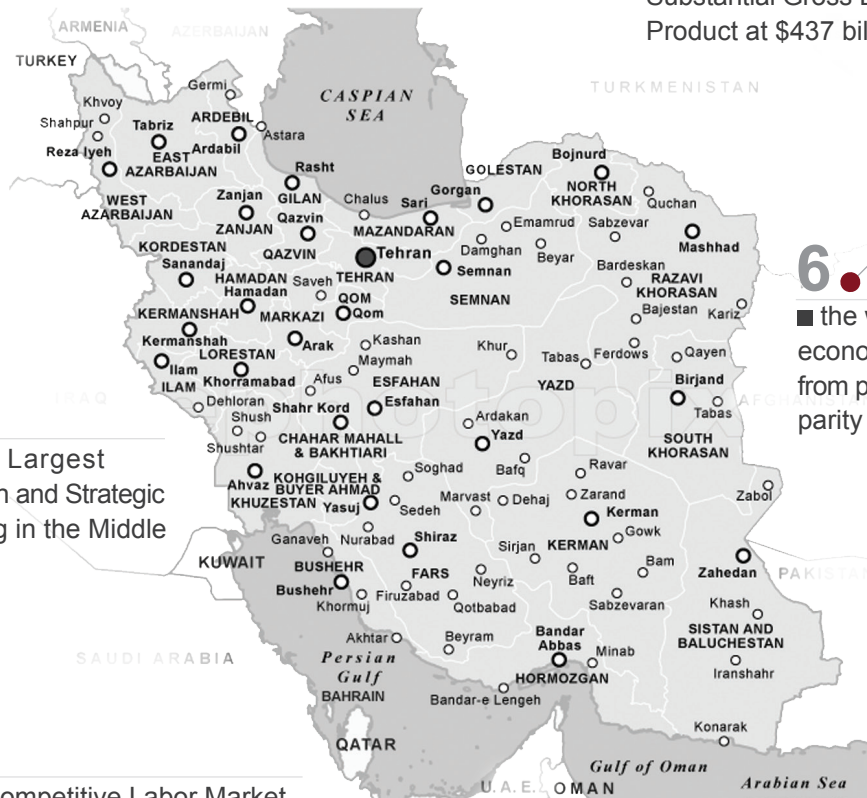 Product at $437 bil
ARMENIA
AZERBAIJAN
TURKEY
TURKMENISTAN
Germi
CASPIAN
SEA
Khvoy
Shahpur
Tabriz
ARDEBIL
Astara
Reza Iyeh
EAST
AZARBAIJAN
Ardabil
Rasht
GOLESTAN
Bojnurd
NORTH
KHORASAN
Quchan
WEST
AZARBAIJAN
Zanjan
GILAN
Chalus
Sari
Gorgan
ZANJAN
Qazvin
MAZANDARAN
Emamrud
Sabzevar
Mashhad
KORDESTAN
QAZVIN
Tehran
Damghan
Beyar
Sanandaj
HAMADAN
Saveh
TEHRAN
Semnan
Bardeskan
RAZAVI
KHORASAN
Hamadan
QOM
SEMNAN
Bajestan
Kariz
KERMANSHAH
MARKAZI
Qom
Kermanshah
Arak
Kashan
Khur
Tabas
Ferdows
Qayen
LORESTAN
Maymah
Ilam
ILAM
Khorramabad
Afus
ESFAHAN
YAZD
Birjand
Dehloran
Shahr Kord
Esfahan
Tabas
AFGHANISTAN
IRAQ
photopix
Shush
Ardakan
Shushtar
CHAHAR MAHALL
& BAKHTIARI
Yazd
SOUTH
KHORASAN
Ahvaz
KOHGILUYEH &
BUYER AHMAD
Soghad
Bafq
Ravar
KHUZESTAN
Yasuj
Sedeh
Marvast
Dehaj
Zarand
Zabol
Ganaveh
Nurabad
Shiraz
Sirjan
KERMAN
Kerman
Gowk
KUWAIT
BUSHEHR
FARS
Neyriz
Baft
Bam
Zahedan
PAKISTAN
Bushehr
Khormuj
Firuzabad
Qotbabad
Sabzevaran
Khash
Akhtar
Beyram
Bandar
Abbas
Minab
SISTAN AND
BALUCHESTAN
SAUDI ARABIA
Persian
Gulf
HORMOZGAN
Iranshahr
BAHRAIN
Bandar-e Lengeh
Konarak
QATAR
Gulf of Oman
U.A.E.
OMAN
Arabian Sea
6
the
econo
from p
parity
Largest
and Strategic
in the Middle
ompetitive Labor Market